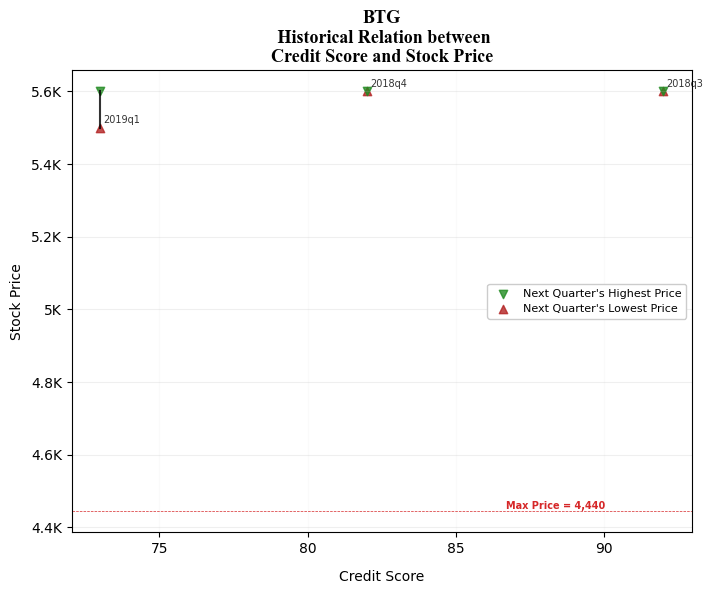 BTG
Historical Relation between
Credit Score and Stock Price
5.6K
5.4K
5.2K
5K
4.8K
4.6K
4.4K
Stock Price
2019q1
2018q4
2018q3
Next Quarter's Highest Price
Next Quarter's Lowest Price
Max Price = 4,440
75
80
85
90
Credit Score